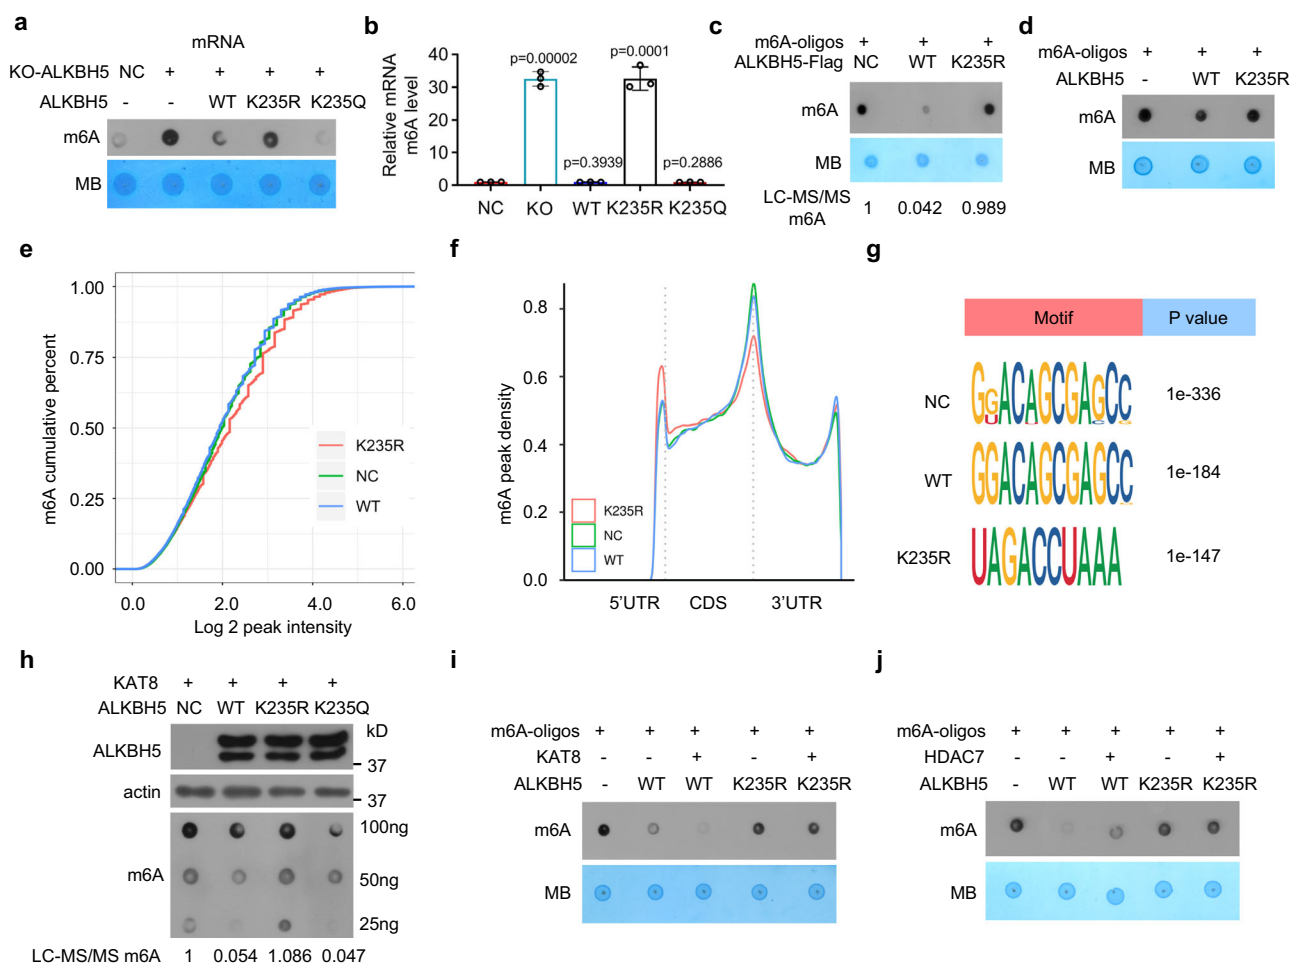 a
mRNA
KO-ALKBH5 NC + + + +
ALKBH5 - - WT K235R K235Q
m6A
MB
b
Relative mRNA
m6A level
40
30
20
10
0
p=0.00002
p=0.0001
p=0.3939
p=0.2886
NC KO WT K235R K235Q
c
m6A-oligos + + +
ALKBH5-Flag NC WT K235R
m6A
MB
LC-MS/MS
m6A
1 0.042 0.989
d
m6A-oligos + + +
ALKBH5 - WT K235R
m6A
MB
e
m6A cumulative percent
1.00
0.75
0.50
0.25
0.00
K235R
NC
WT
0.0 2.0 4.0 6.0
Log 2 peak intensity
f
m6A peak density
0.8
0.6
0.4
0.2
0.0
K235R
NC
WT
5'UTR CDS 3'UTR
g
Motif P value
NC GGACAGCGAGCC 1e-336
WT GGACAGCGAGCC 1e-184
K235R UAGACCUAAA 1e-147
h
KAT8 + + + +
ALKBH5 NC WT K235R K235Q
kD
ALKBH5
37
actin
37
m6A
100ng
50ng
25ng
LC-MS/MS m6A 1 0.054 1.086 0.047
i
m6A-oligos + + + + +
KAT8 - - + - +
ALKBH5 - WT WT K235R K235R
m6A
MB
j
m6A-oligos + + + + +
HDAC7 - - + - +
ALKBH5 - WT WT K235R K235R
m6A
MB